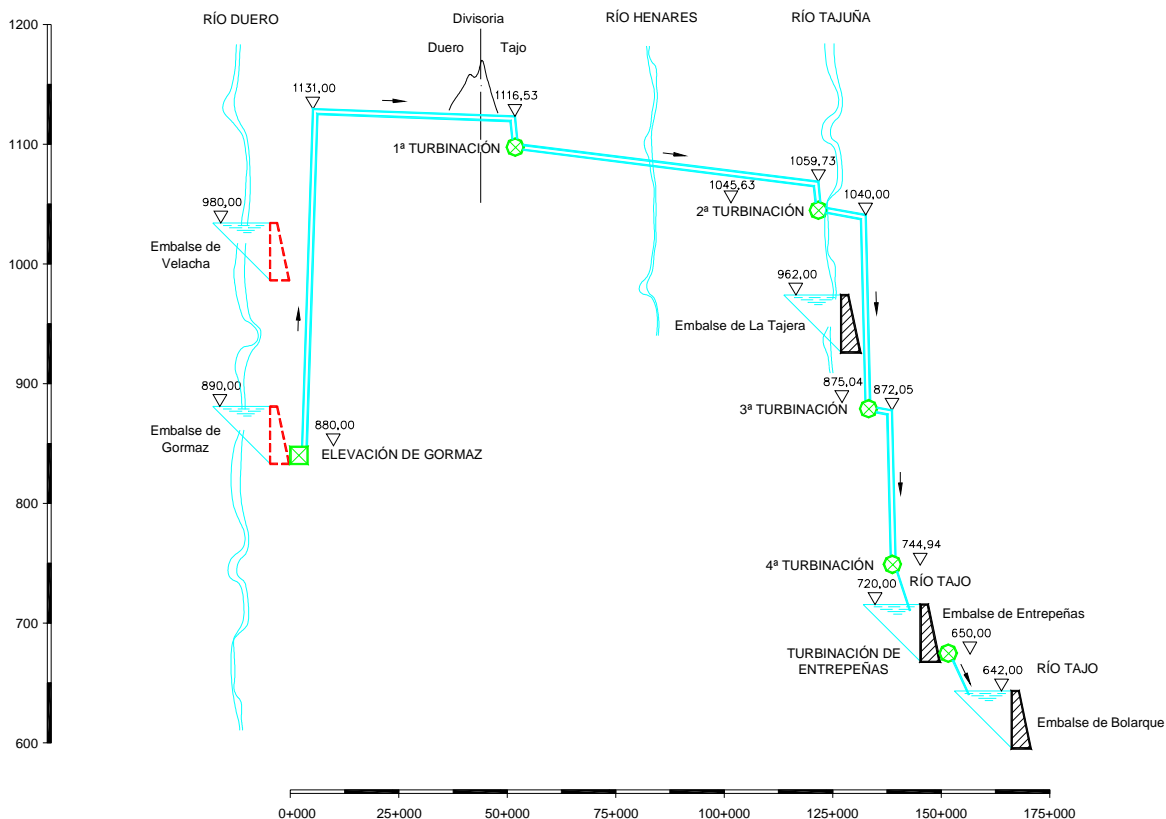 RÍO DUERO
Divisoria
Duero
Tajo
RÍO HENARES
RÍO TAJUÑA
1200
1100
1000
900
800
700
600
1131,00
1116,53
1ª TURBINACIÓN
1059,73
1045,63
2ª TURBINACIÓN
1040,00
980,00
Embalse de
Velacha
962,00
Embalse de La Tajera
890,00
Embalse de
Gormaz
880,00
ELEVACIÓN DE GORMAZ
875,04
872,05
3ª TURBINACIÓN
744,94
4ª TURBINACIÓN
RÍO TAJO
720,00
Embalse de Entrepeñas
TURBINACIÓN DE
ENTREPEÑAS
650,00
642,00
RÍO TAJO
Embalse de Bolarque
0+000
25+000
50+000
75+000
100+000
125+000
150+000
175+000